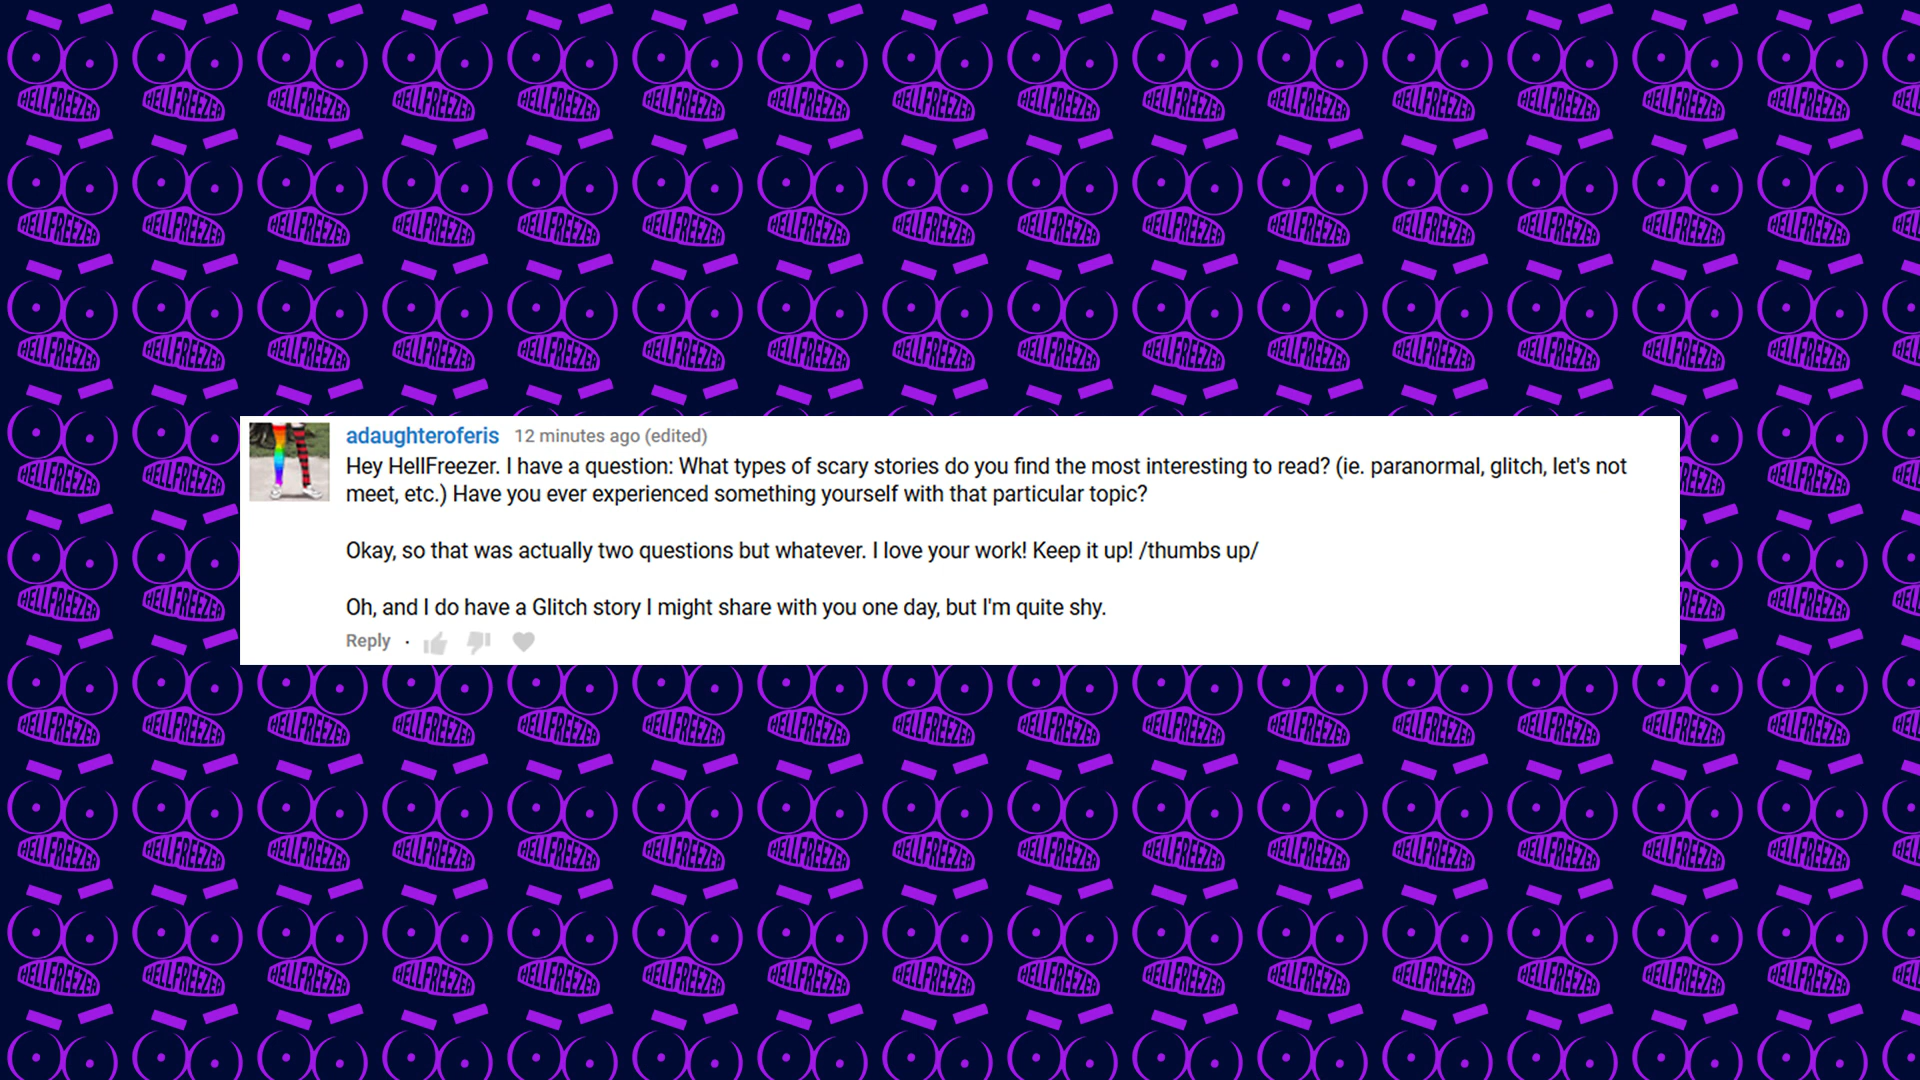 adaughteroferis 12 minutes ago (edited)
Hey HellFreezer. I have a question: What types of scary stories do you find the most interesting to read? (ie. paranormal, glitch, let's not
meet, etc.) Have you ever experienced something yourself with that particular topic?
Okay, so that was actually two questions but whatever. I love your work! Keep it up! /thumbs up/
Oh, and I do have a Glitch story I might share with you one day, but I'm quite shy.
Reply ·
HELLFREEZER